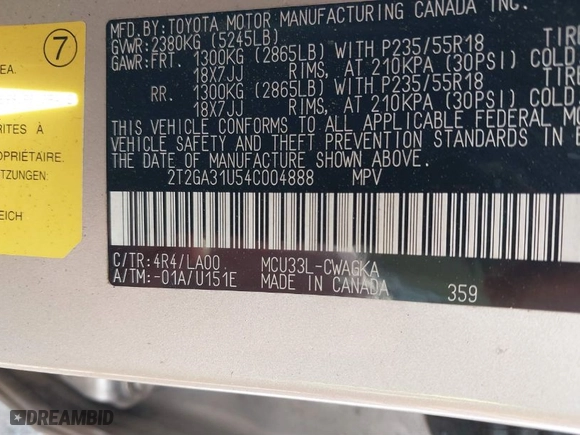 MFD. BY: TOYOTA MOTOR MANUFACTURING CANADA INC.
GVWR: 2380KG (5245LB)
GAWR: FRT. 1300KG (2865LB) WITH P235/55R18 TIRE
18X7JJ RIMS, AT 210KPA (30PSI) COLD
RR. 1300KG (2865LB) WITH P235/55R18 TIRE
18X7JJ RIMS, AT 210KPA (30PSI) COLD
THIS VEHICLE CONFORMS TO ALL APPLICABLE FEDERAL MO
VEHICLE SAFETY AND THEFT PREVENTION STANDARDS IN E
THE DATE OF MANUFACTURE SHOWN ABOVE.
2T2GA31U54C004888 MPV
C/TR: 4R4/LA00 MCU33L-CWAGKA
A/TM: -01A/U151E MADE IN CANADA 359
7
EA.
RITES À
OPRIÉTAIRE.
TZUNGEN:
REICH
DREAMBID